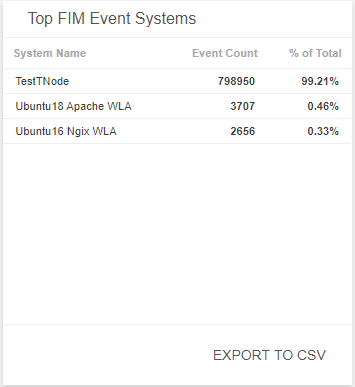 Top FIM Event Systems
System Name Event Count % of Total
TestTNode 798950 99.21%
Ubuntu18 Apache WLA 3707 0.46%
Ubuntu16 Ngix WLA 2656 0.33%
EXPORT TO CSV